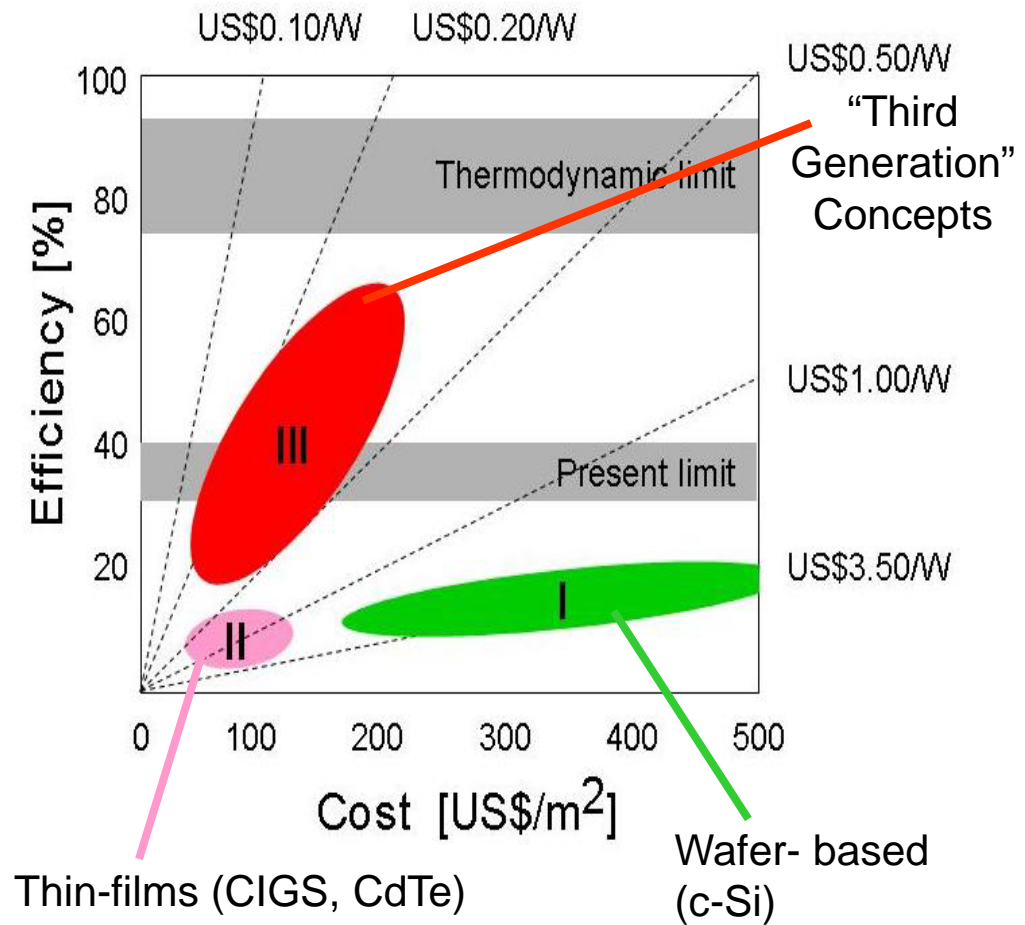 US$0.10/W
US$0.20/W
US$0.50/W
“Third
Generation”
Concepts
100
80
60
40
20
Efficiency [%]
Thermodynamic limit
III
Present limit
US$1.00/W
US$3.50/W
I
II
0
100
200
300
400
500
Cost [US$/m2]
Thin-films (CIGS, CdTe)
Wafer- based
(c-Si)